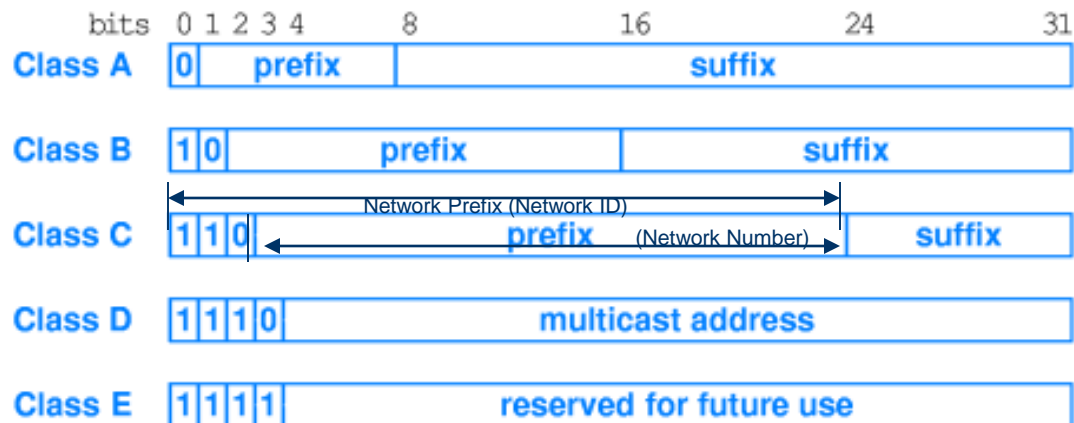 bits 0 1 2 3 4 8 16 24 31
Class A 0 prefix suffix
Class B 1 0 prefix suffix
Network Prefix (Network ID)
Class C 1 1 0 prefix (Network Number) suffix
Class D 1 1 1 0 multicast address
Class E 1 1 1 1 reserved for future use